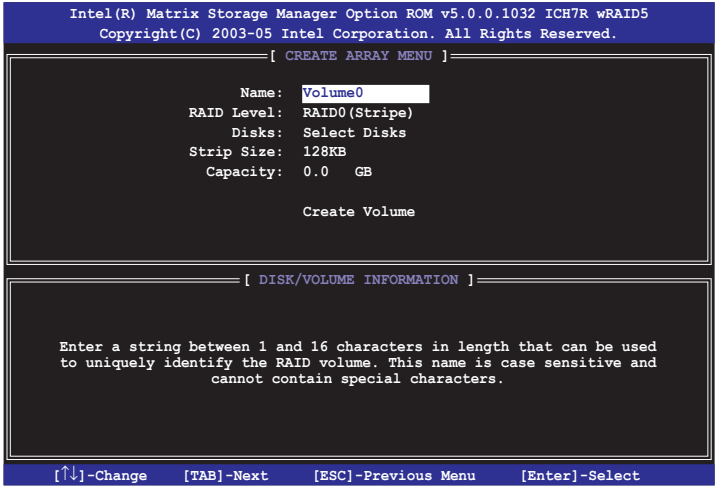 Intel(R) Matrix Storage Manager Option ROM v5.0.0.1032 ICH7R wRAID5
Copyright(C) 2003-05 Intel Corporation. All Rights Reserved.
[ CREATE ARRAY MENU ]
Name: Volume0
RAID Level: RAID0(Stripe)
Disks: Select Disks
Strip Size: 128KB
Capacity: 0.0 GB
Create Volume
[ DISK/VOLUME INFORMATION ]
Enter a string between 1 and 16 characters in length that can be used
to uniquely identify the RAID volume. This name is case sensitive and
cannot contain special characters.
[↑↓]-Change [TAB]-Next [ESC]-Previous Menu [Enter]-Select